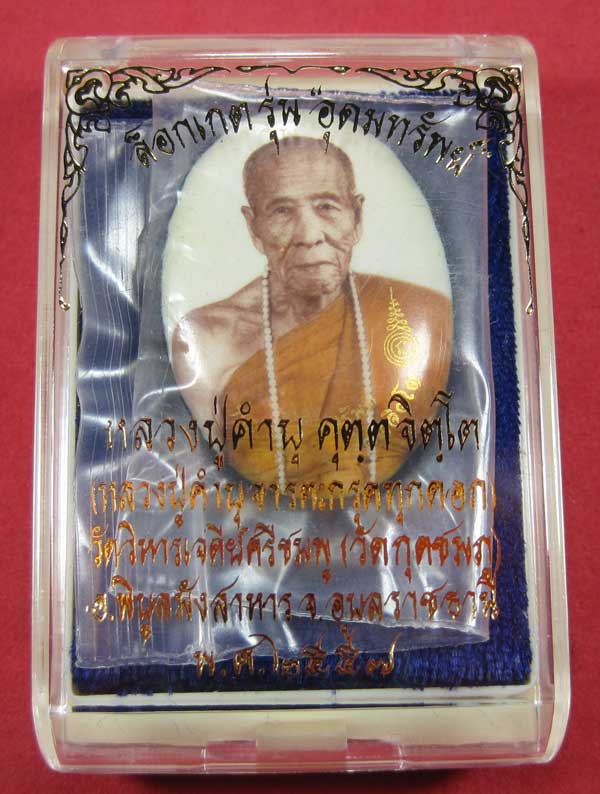 ล็อกเกตรุ่น อุดมทรัพย์
หลวงปู่คำบุ คุตฺตจิตฺโต
(หลวงปู่คำบุจารตะกรุดทุกดอก)
วัดวิหารเจดีย์ศรีชมพู (วัดกุดชมภู)
อ.พิบูลมังสาหาร จ.อุบลราชธานี
พ.ศ.๒๕๕๗